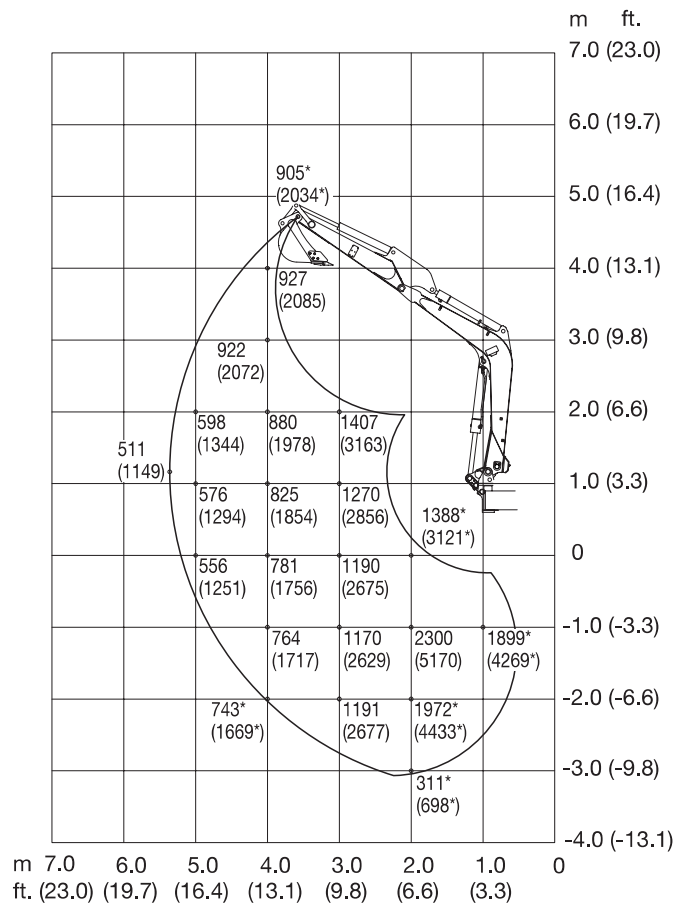 m ft.
7.0 (23.0)
6.0 (19.7)
905*
(2034*)
5.0 (16.4)
927
(2085)
4.0 (13.1)
922
(2072)
3.0 (9.8)
598 880 1407
(1344) (1978) (3163)
2.0 (6.6)
511
(1149)
576 825 1270
(1294) (1854) (2856)
1.0 (3.3)
1388*
(3121*)
556 781 1190
(1251) (1756) (2675)
0
764 1170 2300 1899*
(1717) (2629) (5170) (4269*)
-1.0 (-3.3)
743* 1191 1972*
(1669*) (2677) (4433*)
-2.0 (-6.6)
311*
(698*)
-3.0 (-9.8)
-4.0 (-13.1)
m 7.0 6.0 5.0 4.0 3.0 2.0 1.0 0
ft. (23.0) (19.7) (16.4) (13.1) (9.8) (6.6) (3.3)